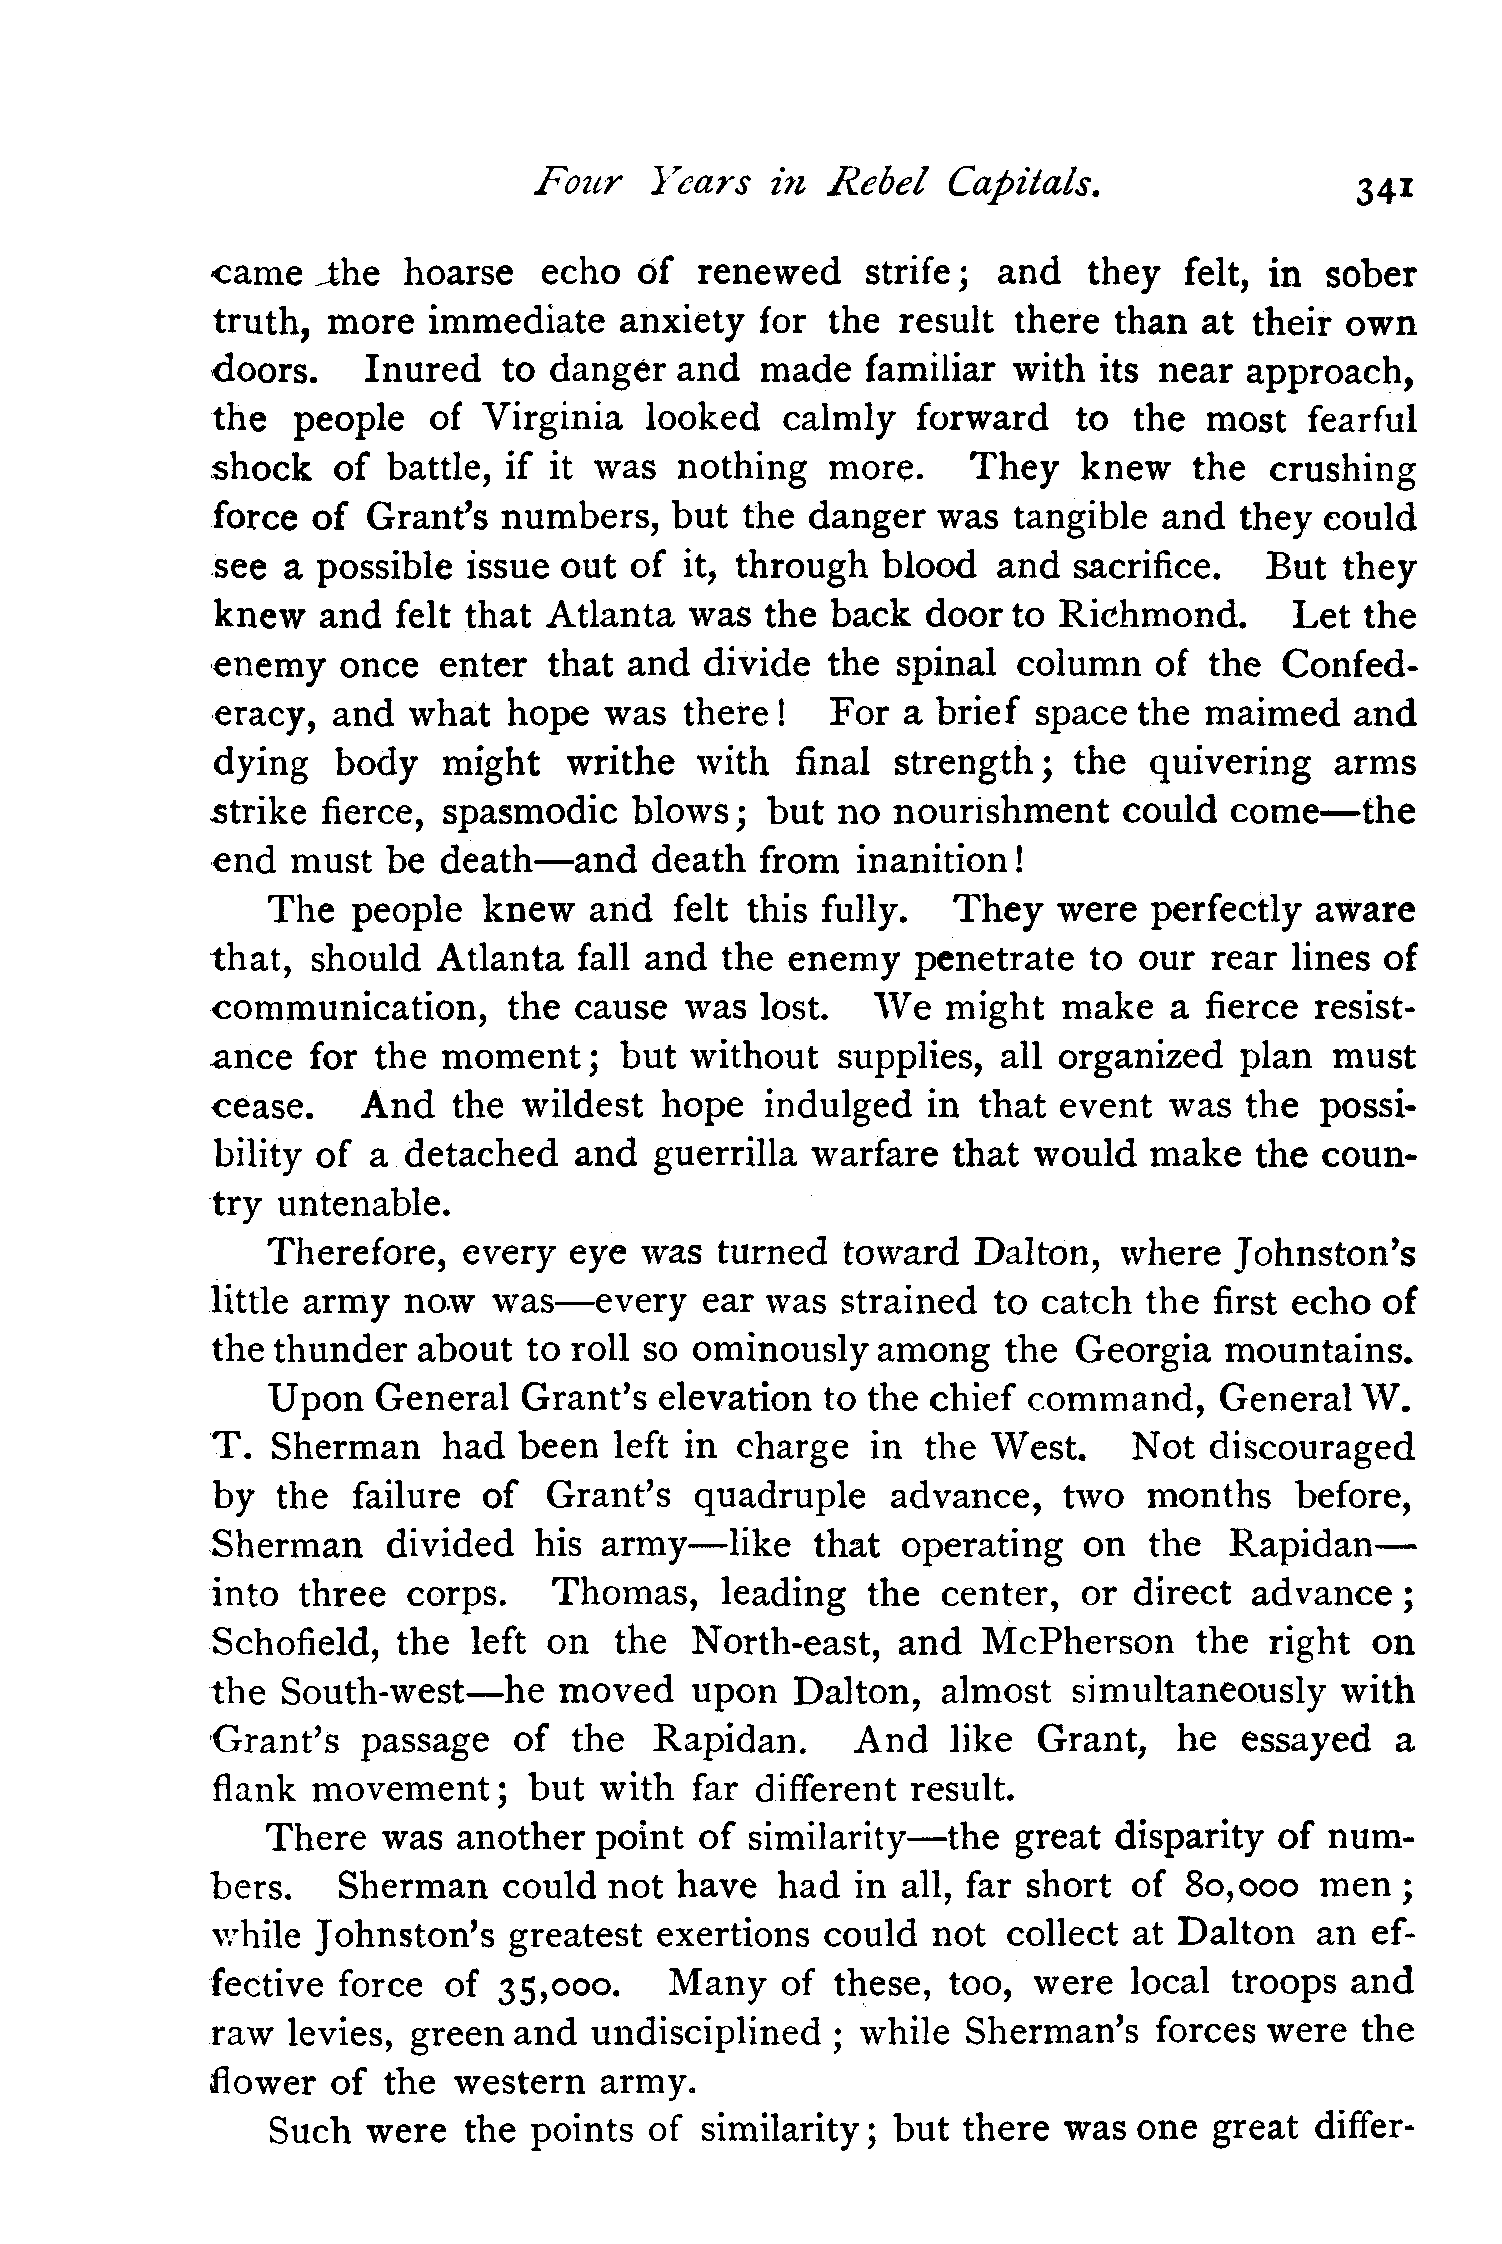 Four Years in Rebel Capitals. 341
came the hoarse echo of renewed strife; and they felt, in sober
truth, more immediate anxiety for the result there than at their own
doors. Inured to danger and made familiar with its near approach,
the people of Virginia looked calmly forward to the most fearful
shock of battle, if it was nothing more. They knew the crushing
force of Grant's numbers, but the danger was tangible and they could
see a possible issue out of it, through blood and sacrifice. But they
knew and felt that Atlanta was the back door to Richmond. Let the
enemy once enter that and divide the spinal column of the Confed-
eracy, and what hope was there! For a brief space the maimed and
dying body might writhe with final strength; the quivering arms
strike fierce, spasmodic blows; but no nourishment could come—the
end must be death—and death from inanition!
The people knew and felt this fully. They were perfectly aware
that, should Atlanta fall and the enemy penetrate to our rear lines of
communication, the cause was lost. We might make a fierce resist-
ance for the moment; but without supplies, all organized plan must
cease. And the wildest hope indulged in that event was the possi-
bility of a detached and guerrilla warfare that would make the coun-
try untenable.
Therefore, every eye was turned toward Dalton, where Johnston's
little army now was—every ear was strained to catch the first echo of
the thunder about to roll so ominously among the Georgia mountains.
Upon General Grant's elevation to the chief command, General W.
T. Sherman had been left in charge in the West. Not discouraged
by the failure of Grant's quadruple advance, two months before,
Sherman divided his army—like that operating on the Rapidan—
into three corps. Thomas, leading the center, or direct advance;
Schofield, the left on the North-east, and McPherson the right on
the South-west—he moved upon Dalton, almost simultaneously with
Grant's passage of the Rapidan. And like Grant, he essayed a
flank movement; but with far different result.
There was another point of similarity—the great disparity of num-
bers. Sherman could not have had in all, far short of 80,000 men;
while Johnston's greatest exertions could not collect at Dalton an ef-
fective force of 35,000. Many of these, too, were local troops and
raw levies, green and undisciplined; while Sherman's forces were the
flower of the western army.
Such were the points of similarity; but there was one great differ-